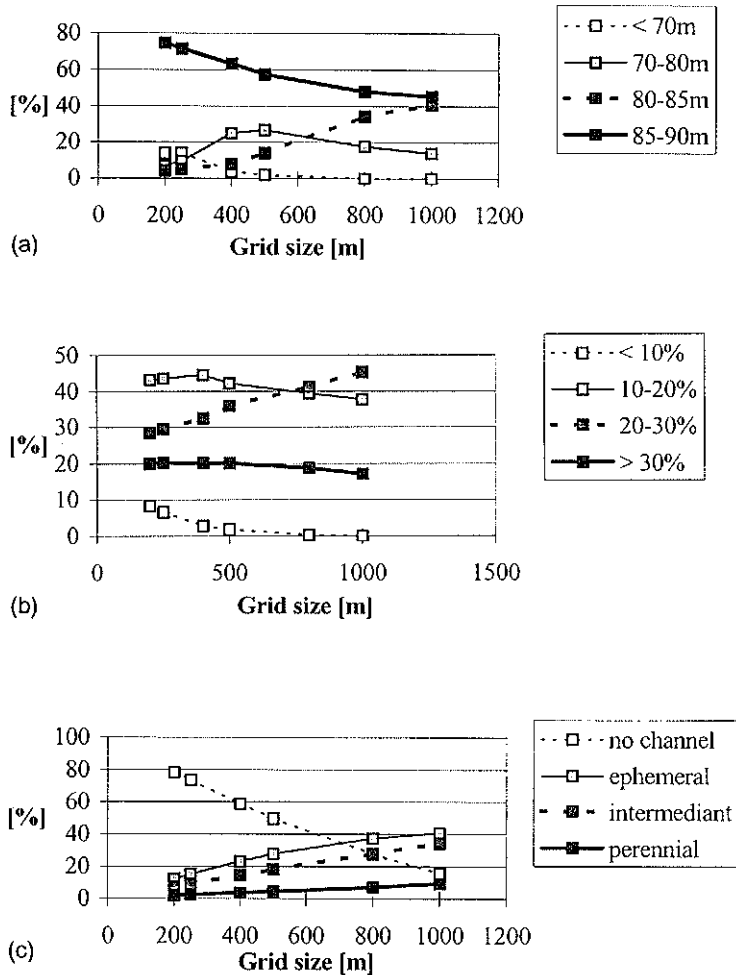 80
60
[%]
40
20
0
0 200 400 600 800 1000 1200
Grid size [m]
(a)
< 70m
70-80m
80-85m
85-90m
50
40
30
[%]
20
10
0
0 500 1000 1500
Grid size [m]
(b)
< 10%
10-20%
20-30%
> 30%
100
80
60
[%]
40
20
0
0 200 400 600 800 1000 1200
Grid size [m]
(c)
no channel
ephemeral
intermediant
perennial